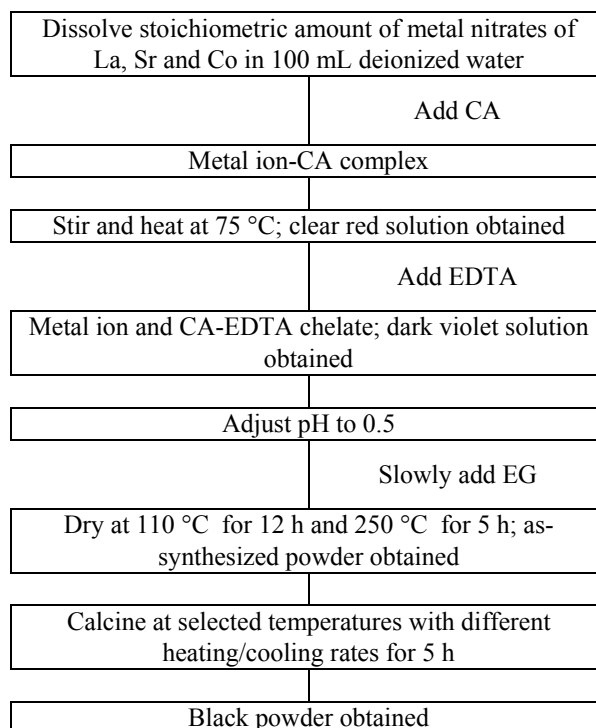 Dissolve stoichiometric amount of metal nitrates of
La, Sr and Co in 100 mL deionized water
Add CA
Metal ion-CA complex
Stir and heat at 75 °C; clear red solution obtained
Add EDTA
Metal ion and CA-EDTA chelate; dark violet solution
obtained
Adjust pH to 0.5
Slowly add EG
Dry at 110 °C for 12 h and 250 °C for 5 h; as-
synthesized powder obtained
Calcine at selected temperatures with different
heating/cooling rates for 5 h
Black powder obtained